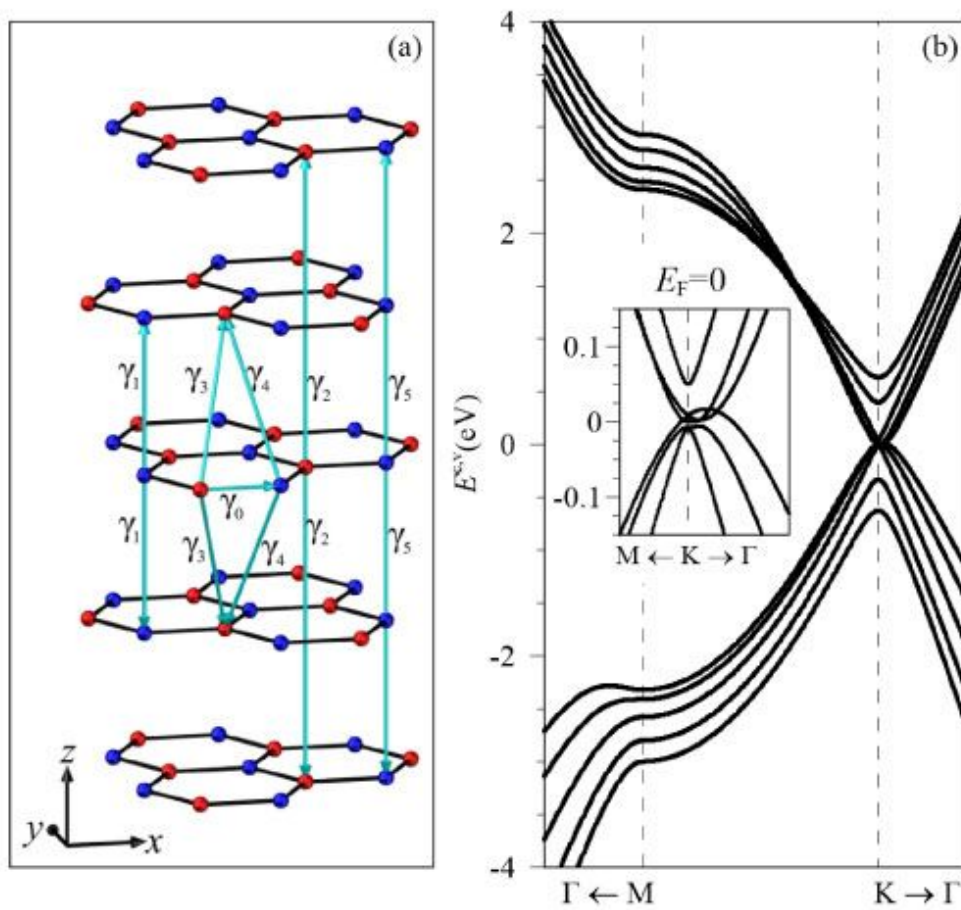 (a)
γ₁
γ₃
γ₄
γ₂
γ₅
γ₀
γ₁
γ₃
γ₄
γ₂
γ₅
z
y
x
(b)
4
2
0
-2
-4
E^{c,v}(eV)
E_F=0
0.1
0
-0.1
M ← K → Γ
Γ ← M
K → Γ